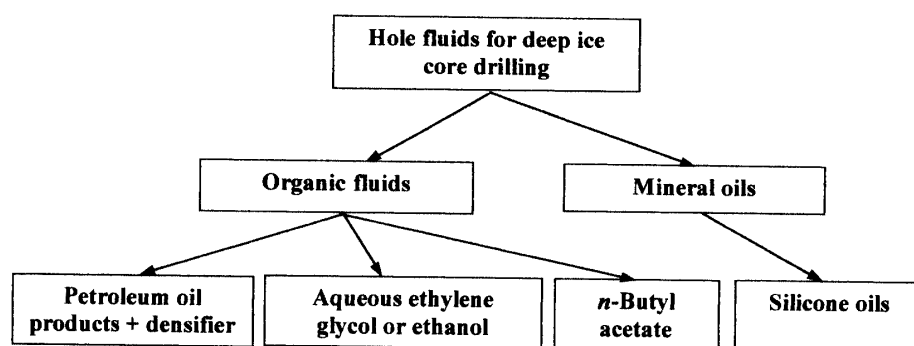 Hole fluids for deep ice
core drilling
Organic fluids
Mineral oils
Petroleum oil
products + densifier
Aqueous ethylene
glycol or ethanol
n-Butyl
acetate
Silicone oils